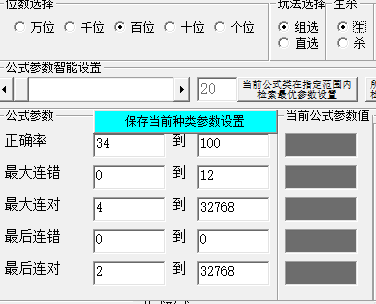 位数选择 玩法选择 生杀
万位 千位 百位 十位 个位 组选 生
直选 杀
公式参数智能设置
20 当前公式类在指定范围内
检索最优参数设置
公式参数 保存当前种类参数设置 当前公式参数值
正确率 34 到 100
最大连错 0 到 12
最大连对 4 到 32768
最后连错 0 到 0
最后连对 2 到 32768